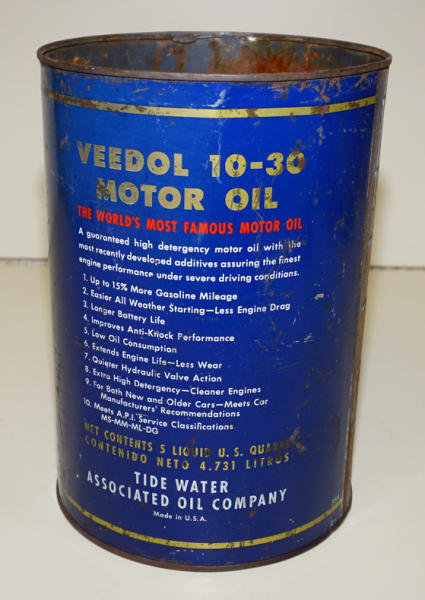 VEEDOL 10-30
MOTOR OIL
THE WORLD'S MOST FAMOUS MOTOR OIL
A guaranteed high detergency motor oil with the
most recently developed additives assuring the finest
engine performance under severe driving conditions.
1. Up to 15% More Gasoline Mileage
2. Easier All Weather Starting—Less Engine Drag
3. Longer Battery Life
4. Improves Anti-Knock Performance
5. Low Oil Consumption
6. Extends Engine Life—Less Wear
7. Quieter Hydraulic Valve Action
8. Extra High Detergency—Cleaner Engines
9. For Both New and Older Cars—Meets Car
Manufacturers' Recommendations
10. Meets A.P.I. Service Classifications
MS-MM-ML-DG
NET CONTENTS 5 LIQUID U.S. QUARTS
CONTENIDO NETO 4.731 LITROS
TIDE WATER
ASSOCIATED OIL COMPANY
Made in U.S.A.